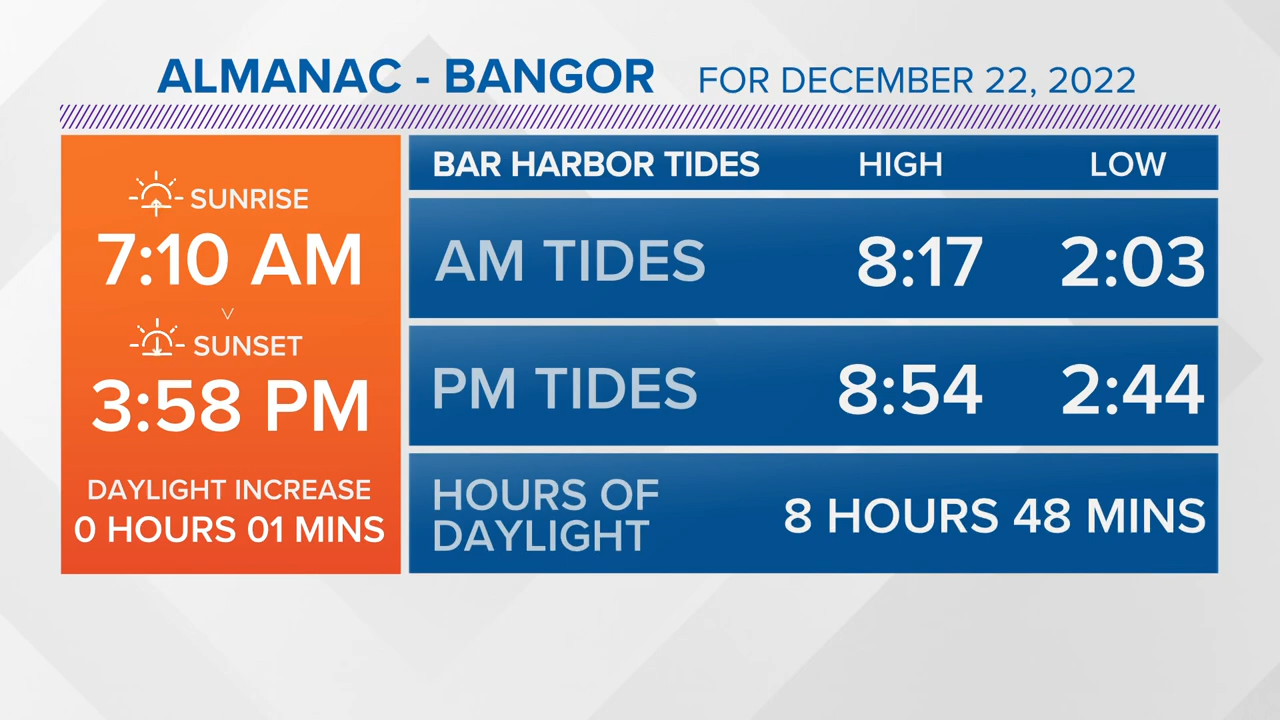 ALMANAC - BANGOR FOR DECEMBER 22, 2022
SUNRISE
7:10 AM
SUNSET
3:58 PM
DAYLIGHT INCREASE
0 HOURS 01 MINS
BAR HARBOR TIDES HIGH LOW
AM TIDES 8:17 2:03
PM TIDES 8:54 2:44
HOURS OF
DAYLIGHT
8 HOURS 48 MINS